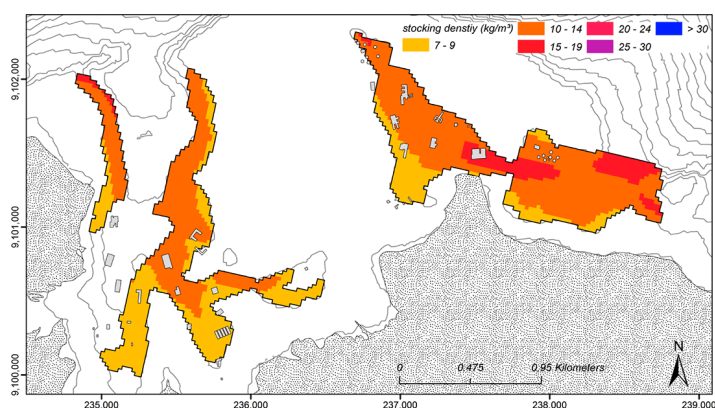 stocking denstiy (kg/m³)
7 - 9
10 - 14
15 - 19
20 - 24
25 - 30
> 30
9,102,000
9,101,000
9,100,000
N
0 0.475 0.95 Kilometers
235.000 236.000 237.000 238.000 239.000